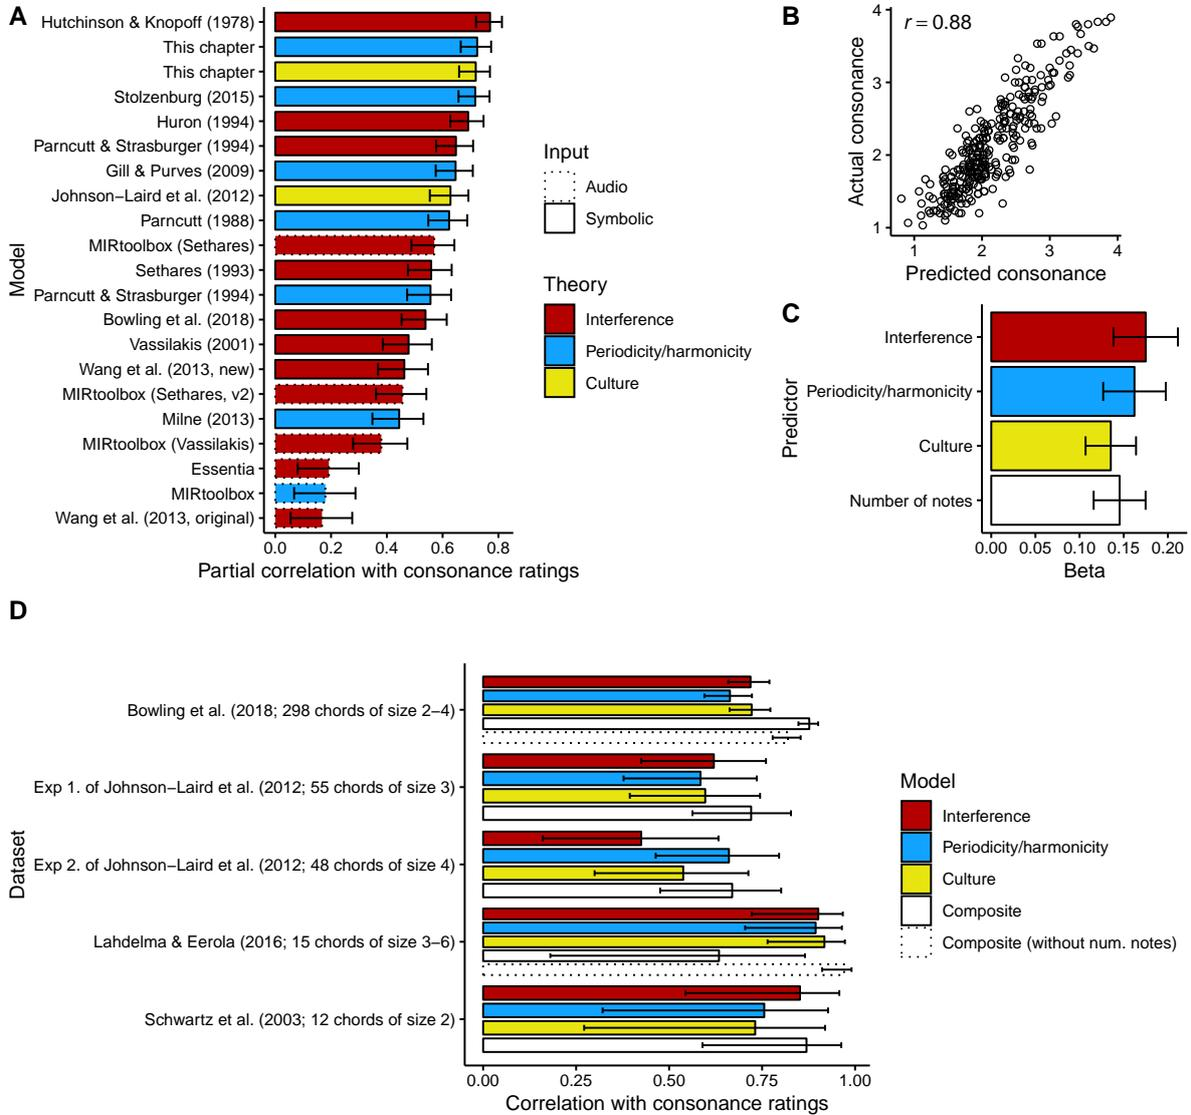 A
Model
Hutchinson & Knopoff (1978)
This chapter
This chapter
Stolzenburg (2015)
Huron (1994)
Parncutt & Strasburger (1994)
Gill & Purves (2009)
Johnson−Laird et al. (2012)
Parncutt (1988)
MIRtoolbox (Sethares)
Sethares (1993)
Parncutt & Strasburger (1994)
Bowling et al. (2018)
Vassilakis (2001)
Wang et al. (2013, new)
MIRtoolbox (Sethares, v2)
Milne (2013)
MIRtoolbox (Vassilakis)
Essentia
MIRtoolbox
Wang et al. (2013, original)
0.0 0.2 0.4 0.6 0.8
Partial correlation with consonance ratings
Input
Audio
Symbolic
Theory
Interference
Periodicity/harmonicity
Culture
B
r = 0.88
Actual consonance
4
3
2
1
1 2 3 4
Predicted consonance
C
Predictor
Interference
Periodicity/harmonicity
Culture
Number of notes
0.00 0.05 0.10 0.15 0.20
Beta
D
Dataset
Bowling et al. (2018; 298 chords of size 2−4)
Exp 1. of Johnson−Laird et al. (2012; 55 chords of size 3)
Exp 2. of Johnson−Laird et al. (2012; 48 chords of size 4)
Lahdelma & Eerola (2016; 15 chords of size 3−6)
Schwartz et al. (2003; 12 chords of size 2)
0.00 0.25 0.50 0.75 1.00
Correlation with consonance ratings
Model
Interference
Periodicity/harmonicity
Culture
Composite
Composite (without num. notes)